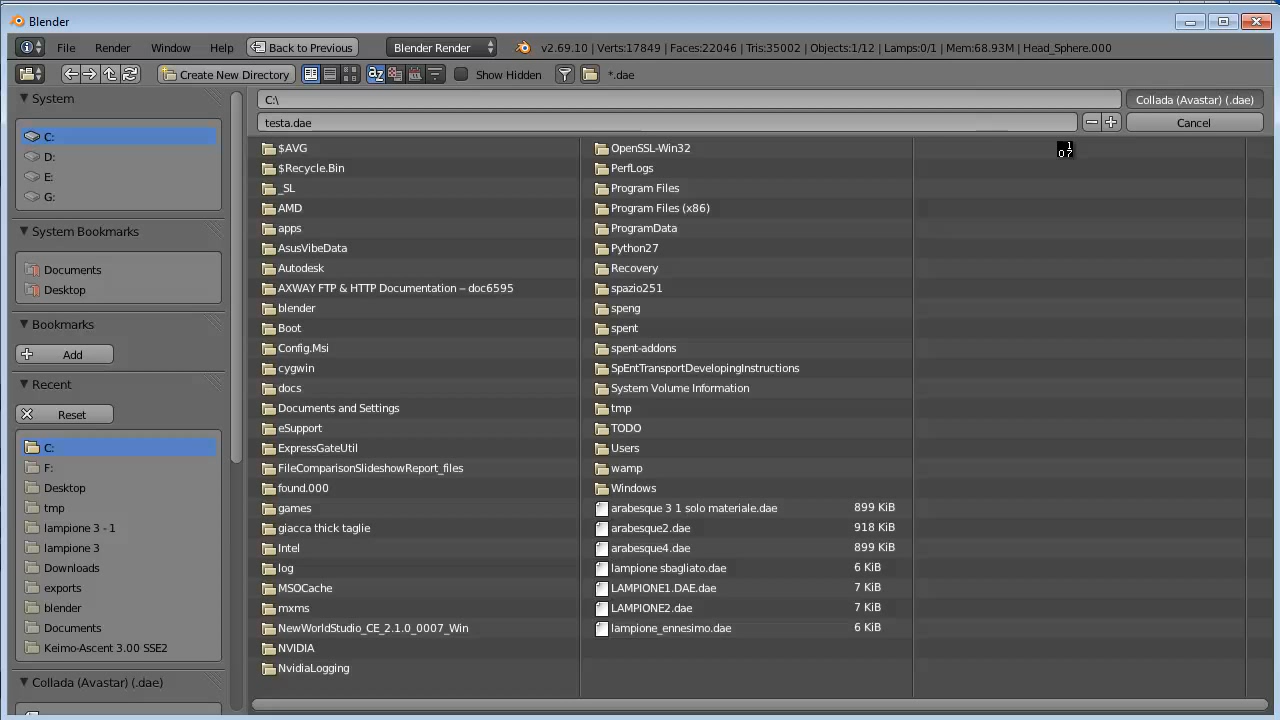 Blender
File Render Window Help Back to Previous Blender Render v2.69.10 | Verts:17849 | Faces:22046 | Tris:35002 | Objects:1/12 | Lamps:0/1 | Mem:68.93M | Head_Sphere.000
Create New Directory Show Hidden *.dae
System
C:\ Collada (Avastar) (.dae)
testa.dae Cancel
C:
D:
E:
G:
System Bookmarks
Documents
Desktop
Bookmarks
Add
Recent
Reset
C:
F:
Desktop
tmp
lampione 3 - 1
lampione 3
Downloads
exports
blender
Documents
Keimo-Ascent 3.00 SSE2
Collada (Avastar) (.dae)
$AVG
$Recycle.Bin
_SL
AMD
apps
AsusVibeData
Autodesk
AXWAY FTP & HTTP Documentation – doc6595
blender
Boot
Config.Msi
cygwin
docs
Documents and Settings
eSupport
ExpressGateUtil
FileComparisonSlideshowReport_files
found.000
games
giacca thick taglie
Intel
log
MSOCache
mxms
NewWorldStudio_CE_2.1.0_0007_Win
NVIDIA
NvidiaLogging
OpenSSL-Win32
PerfLogs
Program Files
Program Files (x86)
ProgramData
Python27
Recovery
spazio251
speng
spent
spent-addons
SpEntTransportDevelopingInstructions
System Volume Information
tmp
TODO
Users
wamp
Windows
arabesque 3 1 solo materiale.dae 899 KiB
arabesque2.dae 918 KiB
arabesque4.dae 899 KiB
lampione sbagliato.dae 6 KiB
LAMPIONE1.DAE.dae 7 KiB
LAMPIONE2.dae 7 KiB
lampione_ennesimo.dae 6 KiB
1
07